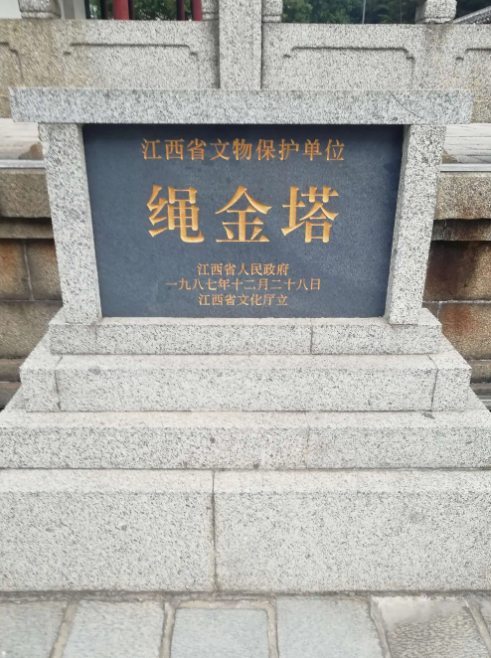 江西省文物保护单位
绳金塔
江西省人民政府
一九八七年十二月二十八日
江西省文化厅立